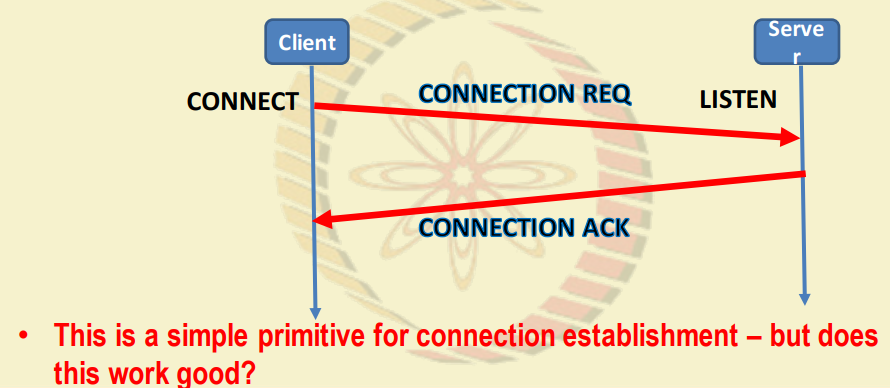 Client
Serve
r
CONNECT
CONNECTION REQ
LISTEN
CONNECTION ACK
• This is a simple primitive for connection establishment – but does
this work good?